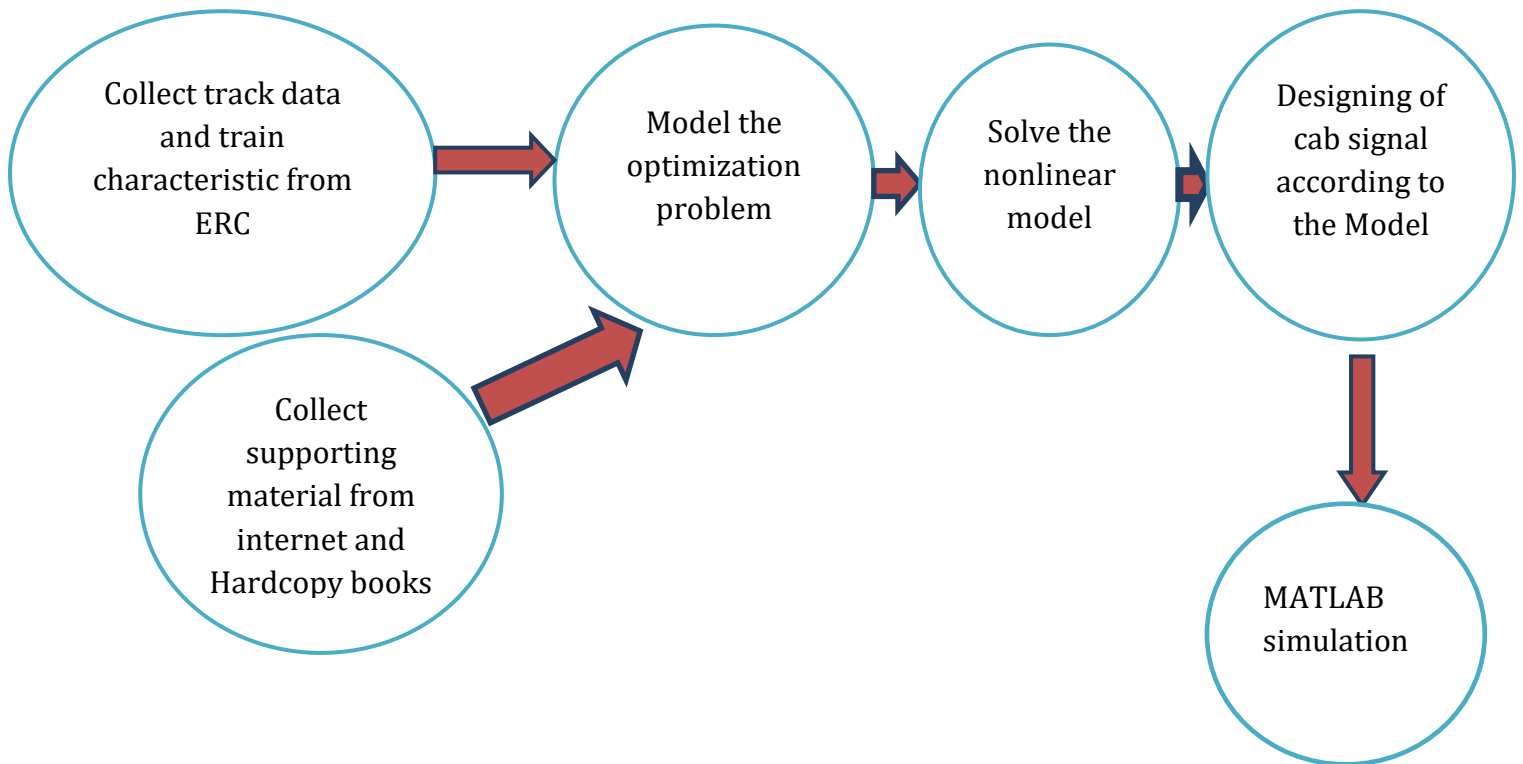 Collect track data
and train
characteristic from
ERC
Model the
optimization
problem
Solve the
nonlinear
model
Designing of
cab signal
according to
the Model
Collect
supporting
material from
internet and
Hardcopy books
MATLAB
simulation